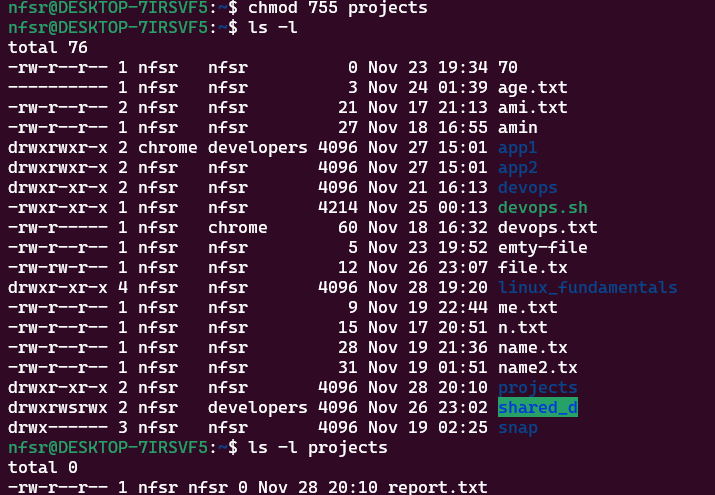 nfsr@DESKTOP-7IRSVF5:~$ chmod 755 projects
nfsr@DESKTOP-7IRSVF5:~$ ls -l
total 76
-rw-r--r-- 1 nfsr   nfsr          0 Nov 23 19:34 70
---------- 1 nfsr   nfsr          3 Nov 24 01:39 age.txt
-rw-r--r-- 2 nfsr   nfsr         21 Nov 17 21:13 ami.txt
-rw-r--r-- 1 nfsr   nfsr         27 Nov 18 16:55 amin
drwxrwxr-x 2 chrome developers 4096 Nov 27 15:01 app1
drwxrwxr-x 2 nfsr   nfsr       4096 Nov 27 15:01 app2
drwxr-xr-x 2 nfsr   nfsr       4096 Nov 21 16:13 devops
-rwxr-xr-x 1 nfsr   nfsr       4214 Nov 25 00:13 devops.sh
-rw-r----- 1 nfsr   chrome       60 Nov 18 16:32 devops.txt
-rw-r--r-- 1 nfsr   nfsr          5 Nov 23 19:52 emty-file
-rw-rw-r-- 1 nfsr   nfsr         12 Nov 26 23:07 file.tx
drwxr-xr-x 4 nfsr   nfsr       4096 Nov 28 19:20 linux_fundamentals
-rw-r--r-- 1 nfsr   nfsr          9 Nov 19 22:44 me.txt
-rw-r--r-- 1 nfsr   nfsr         15 Nov 17 20:51 n.txt
-rw-r--r-- 1 nfsr   nfsr         28 Nov 19 21:36 name.tx
-rw-r--r-- 1 nfsr   nfsr         31 Nov 19 01:51 name2.tx
drwxr-xr-x 2 nfsr   nfsr       4096 Nov 28 20:10 projects
drwxrwsrwx 2 nfsr   developers 4096 Nov 26 23:02 shared_d
drwx------ 3 nfsr   nfsr       4096 Nov 19 02:25 snap
nfsr@DESKTOP-7IRSVF5:~$ ls -l projects
total 0
-rw-r--r-- 1 nfsr nfsr 0 Nov 28 20:10 report.txt